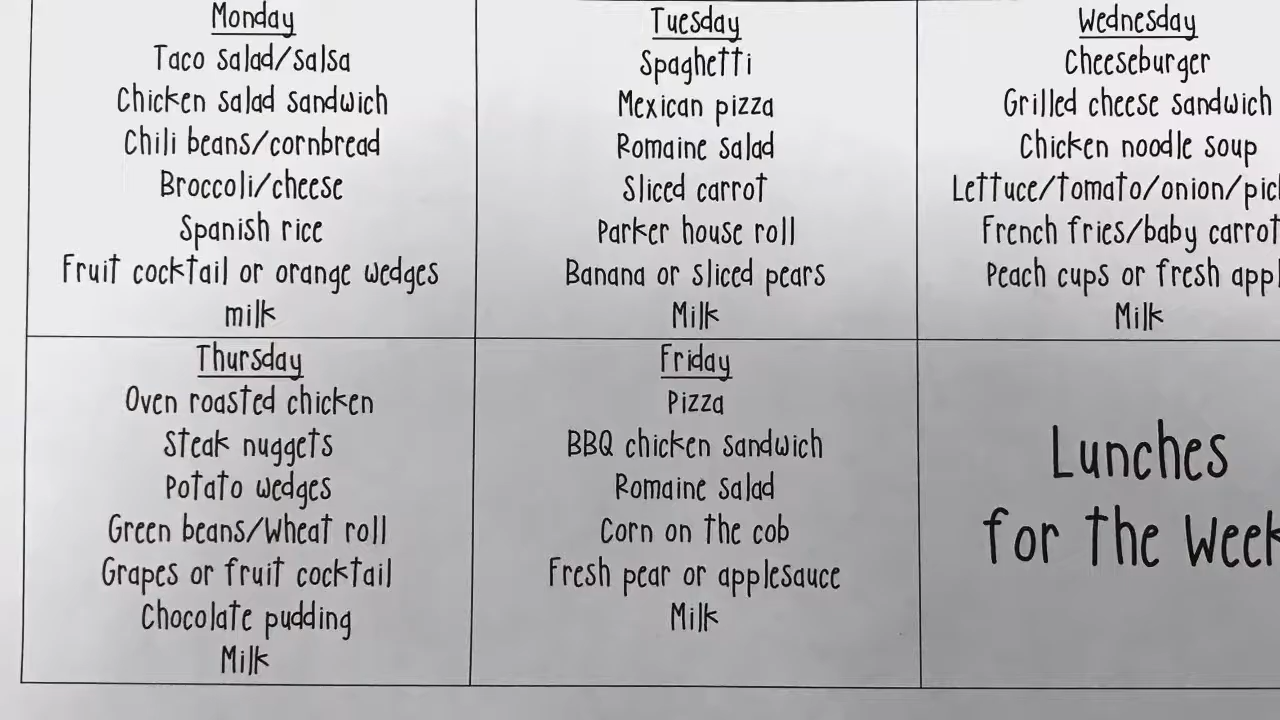 Monday
Taco salad/salsa
Chicken salad sandwich
Chili beans/cornbread
Broccoli/cheese
Spanish rice
Fruit cocktail or orange wedges
milk
Tuesday
Spaghetti
Mexican pizza
Romaine salad
Sliced carrot
Parker house roll
Banana or sliced pears
Milk
Wednesday
Cheeseburger
Grilled cheese sandwich
Chicken noodle soup
Lettuce/tomato/onion/
French fries/baby
Peach cups or fresh
Milk
Thursday
Oven roasted chicken
Steak nuggets
Potato wedges
Green beans/Wheat roll
Grapes or fruit cocktail
Chocolate pudding
Milk
Friday
Pizza
BBQ chicken sandwich
Romaine salad
Corn on the cob
Fresh pear or applesauce
Milk
Lunches
for the Week